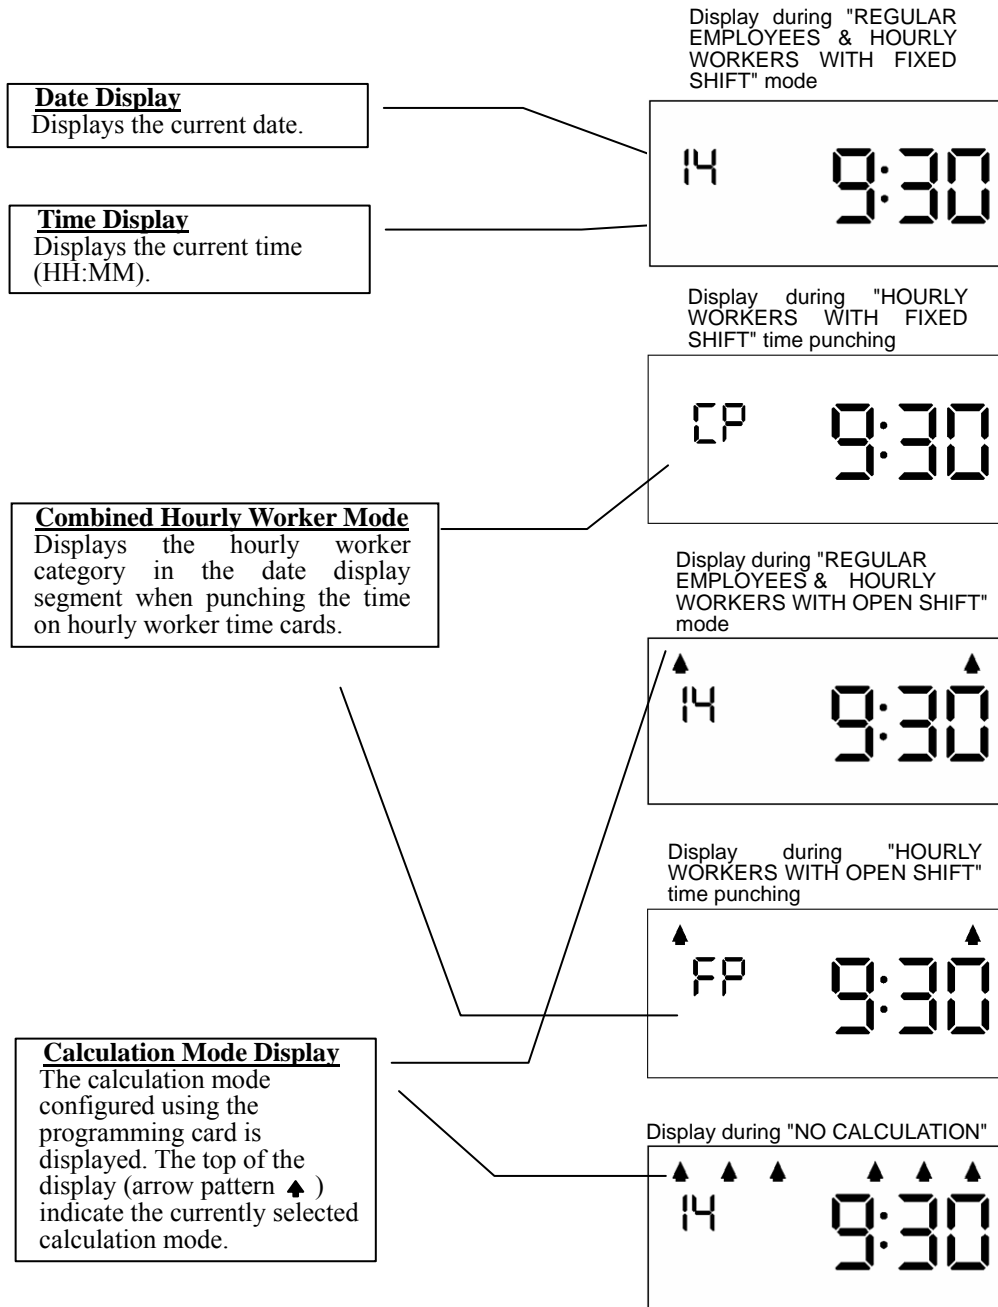 Display during "REGULAR
EMPLOYEES & HOURLY
WORKERS WITH FIXED
SHIFT" mode
Date Display
Displays the current date.
14 9:30
Time Display
Displays the current time
(HH:MM).
Display during "HOURLY
WORKERS WITH FIXED
SHIFT" time punching
CP 9:30
Combined Hourly Worker Mode
Displays the hourly worker
category in the date display
segment when punching the time
on hourly worker time cards.
Display during "REGULAR
EMPLOYEES & HOURLY
WORKERS WITH OPEN SHIFT"
mode
14 9:30
Display during "HOURLY
WORKERS WITH OPEN SHIFT"
time punching
FP 9:30
Calculation Mode Display
The calculation mode
configured using the
programming card is
displayed. The top of the
display (arrow pattern ♠ )
indicate the currently selected
calculation mode.
Display during "NO CALCULATION"
14 9:30